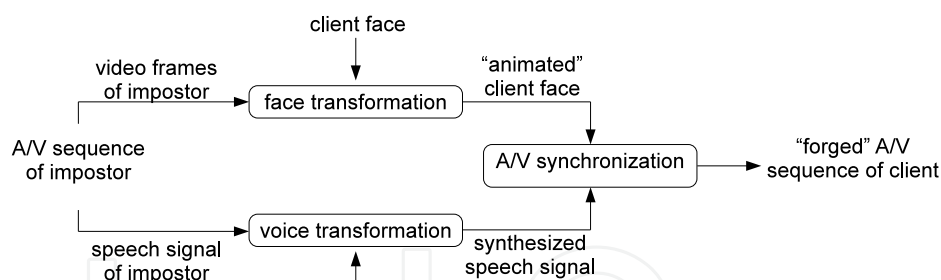 client face
video frames
of impostor
face transformation
“animated”
client face
A/V sequence
of impostor
A/V synchronization
“forged” A/V
sequence of client
voice transformation
speech signal
of impostor
synthesized
speech signal